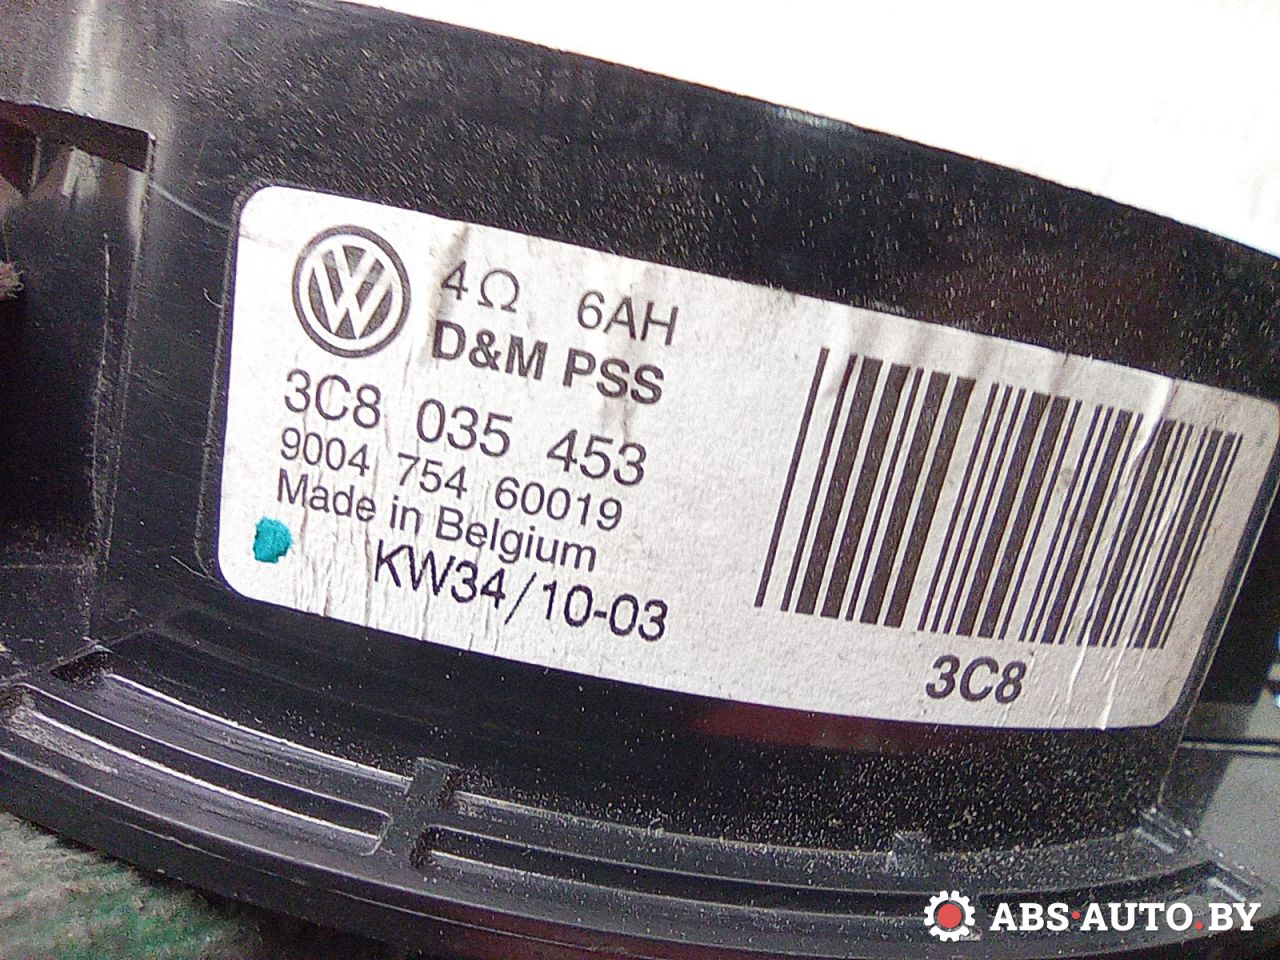 4Ω 6AH
D&M PSS
3C8 035 453
9004 754 60019
Made in Belgium
KW34/10-03
3C8
ABS·AUTO.BY